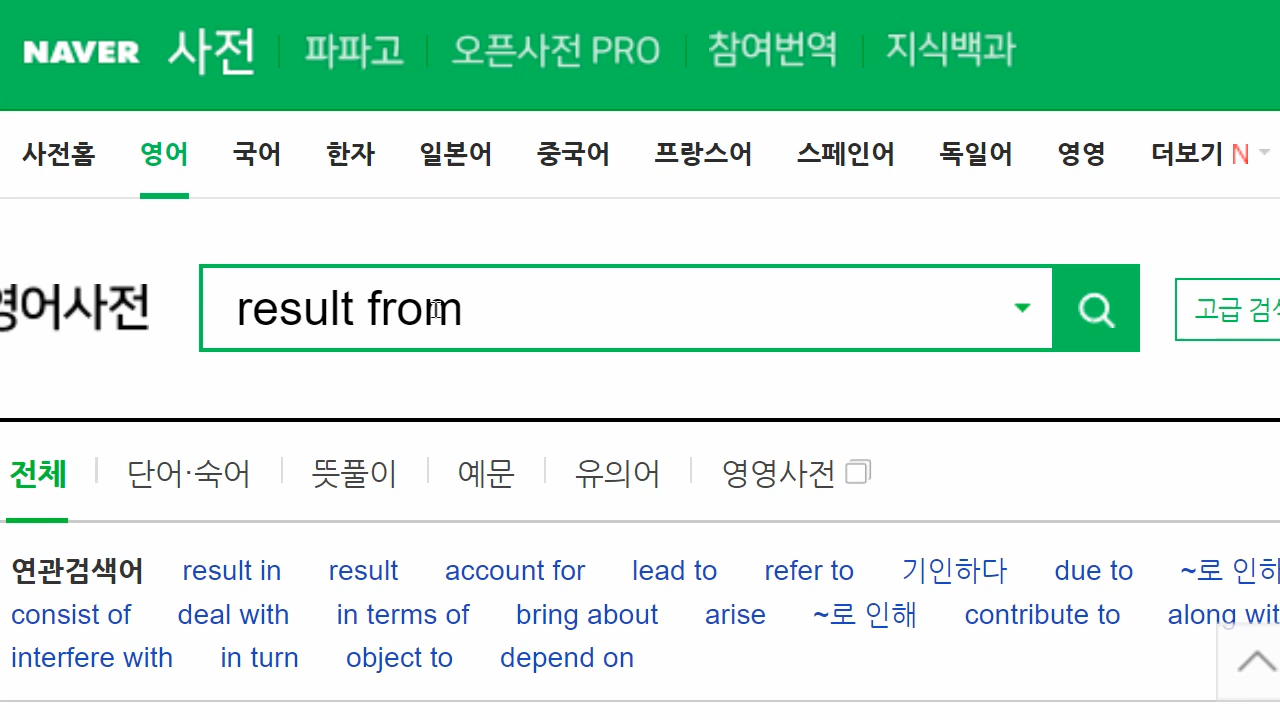 NAVER 사전 파파고 오픈사전 PRO 참여번역 지식백과
사전홈 영어 국어 한자 일본어 중국어 프랑스어 스페인어 독일어 영영 더보기 N
영어사전 result from 고급 검색
전체 단어·숙어 뜻풀이 예문 유의어 영영사전
연관검색어 result in result account for lead to refer to 기인하다 due to ~로 인해
consist of deal with in terms of bring about arise ~로 인해 contribute to along with
interfere with in turn object to depend on